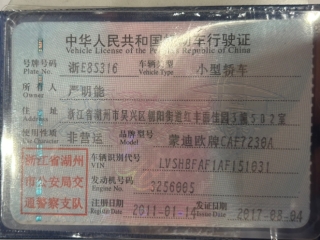 中华人民共和国机动车行驶证
Vehicle License of the People's Republic of China
号牌号码 浙E8S316 车辆类型 小型轿车
Plate No. Vehicle Type
所有人 严明能
Owner
住址 浙江省湖州市吴兴区朝阳街道红丰西佳园3幢502室
Address
使用性质 非营运 品牌型号 蒙迪欧牌CAF7230A
Use Character Model
浙江省湖州市公安局交通警察支队
车辆识别代号 LVSHBFAF1AF151031
VIN
发动机号码 3256005
Engine No.
注册日期 2011-01-14 发证日期 2017-03-04
Register Date Issue Date